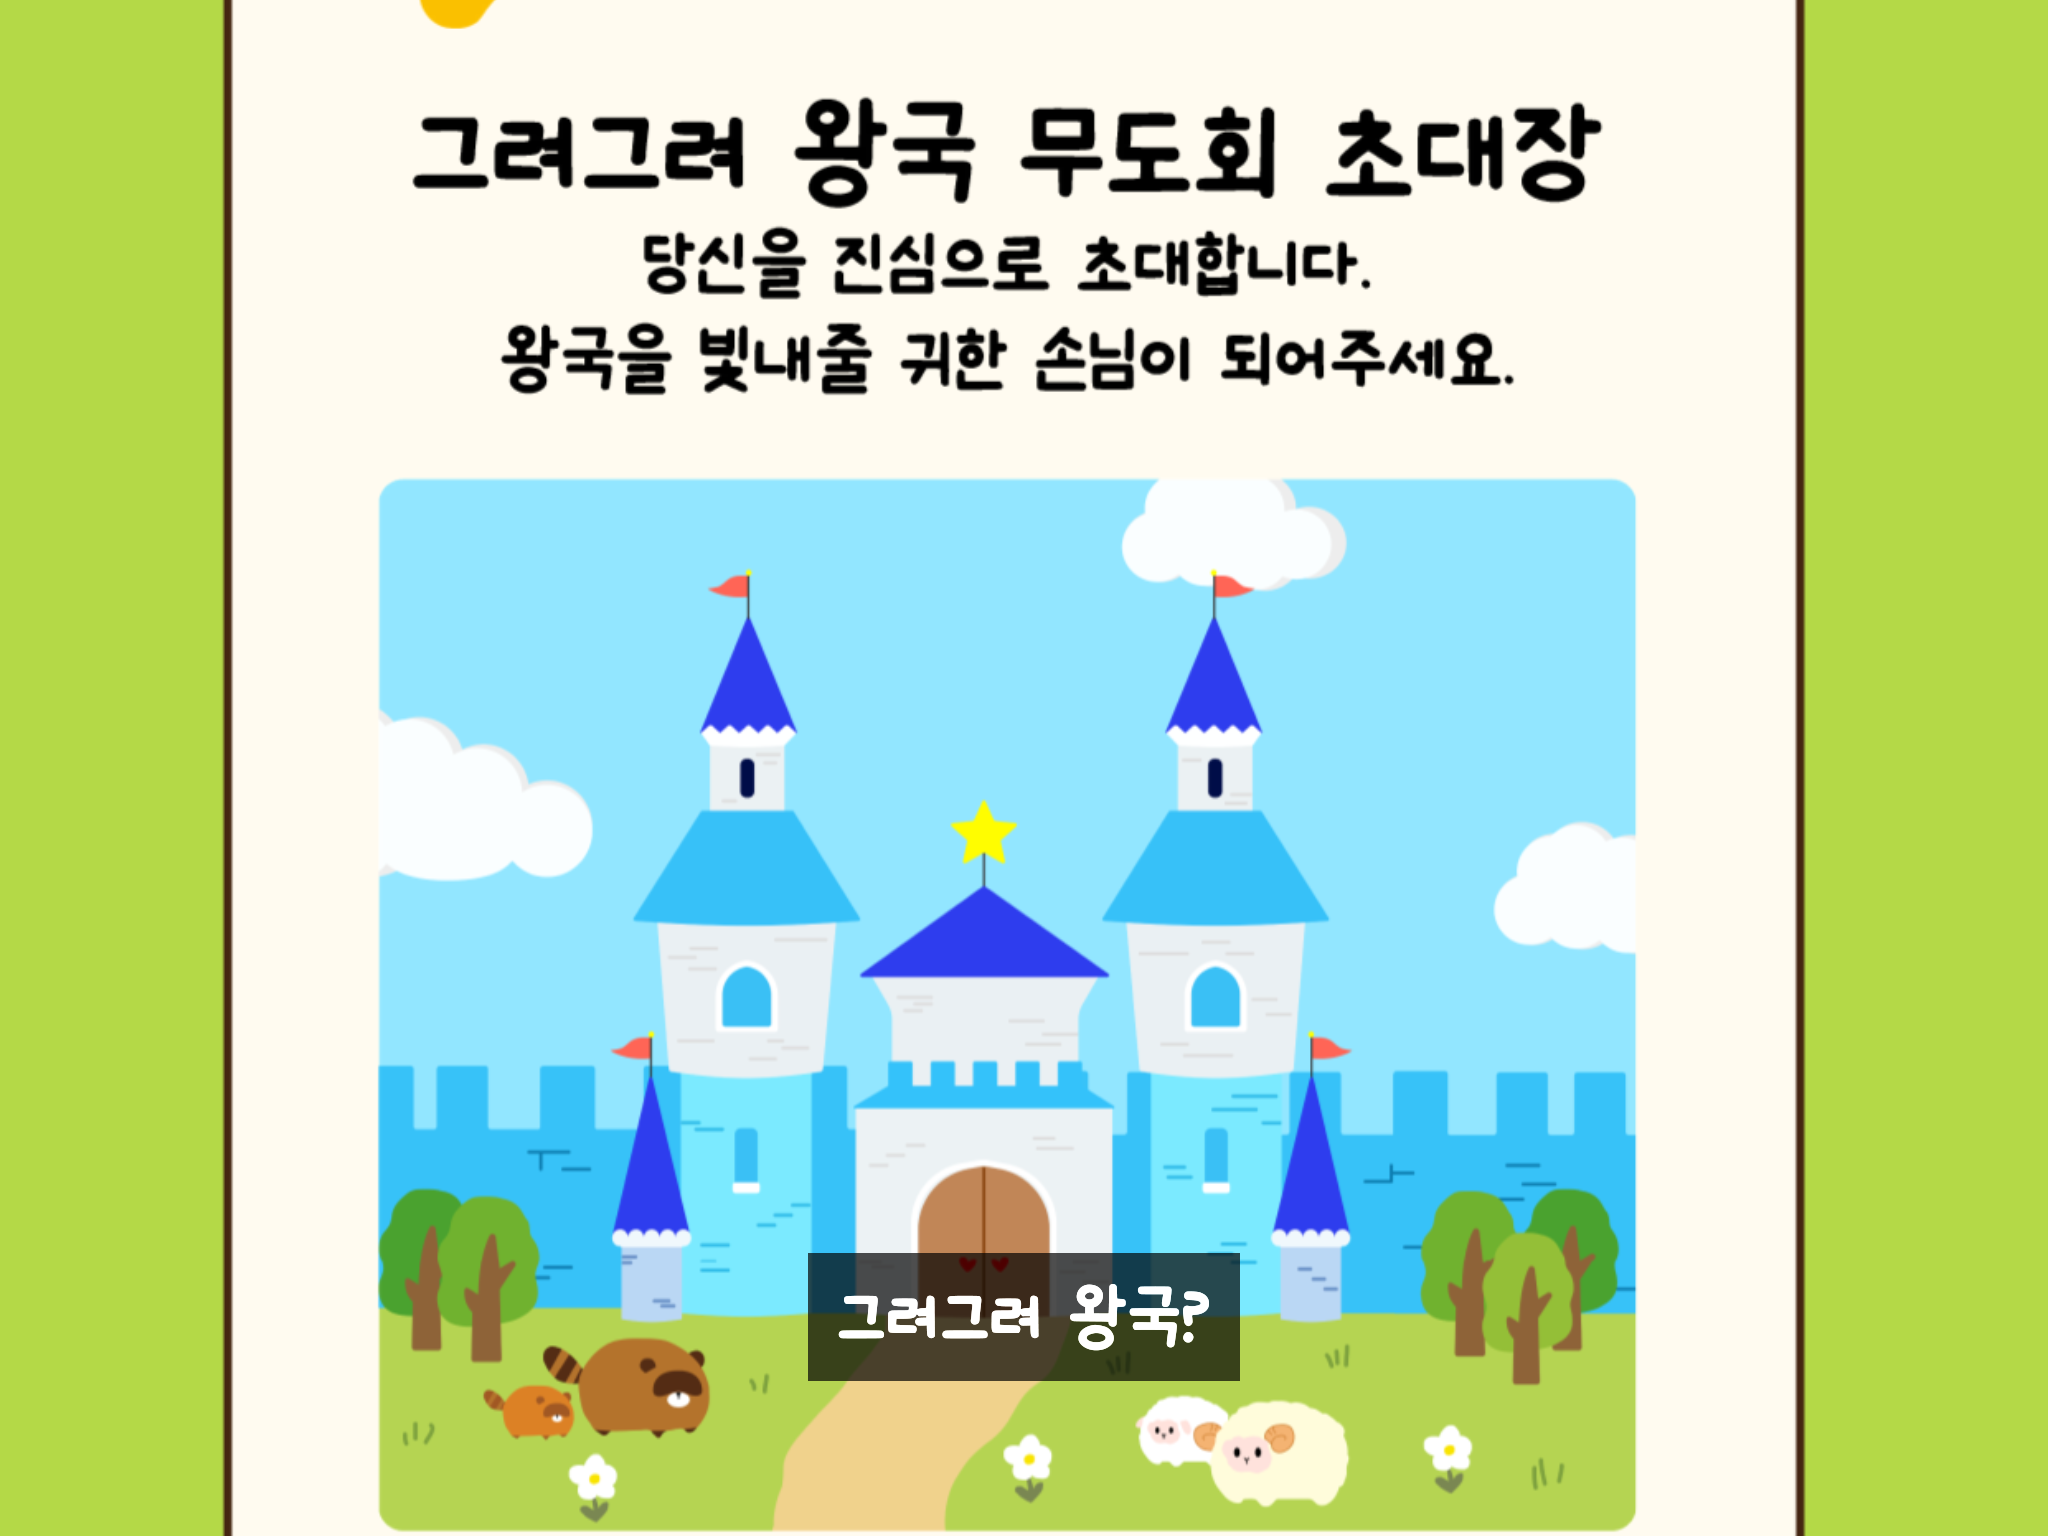 그려그려 왕국 무도회 초대장
당신을 진심으로 초대합니다.
왕국을 빛내줄 귀한 손님이 되어주세요.
그려그려 왕국?